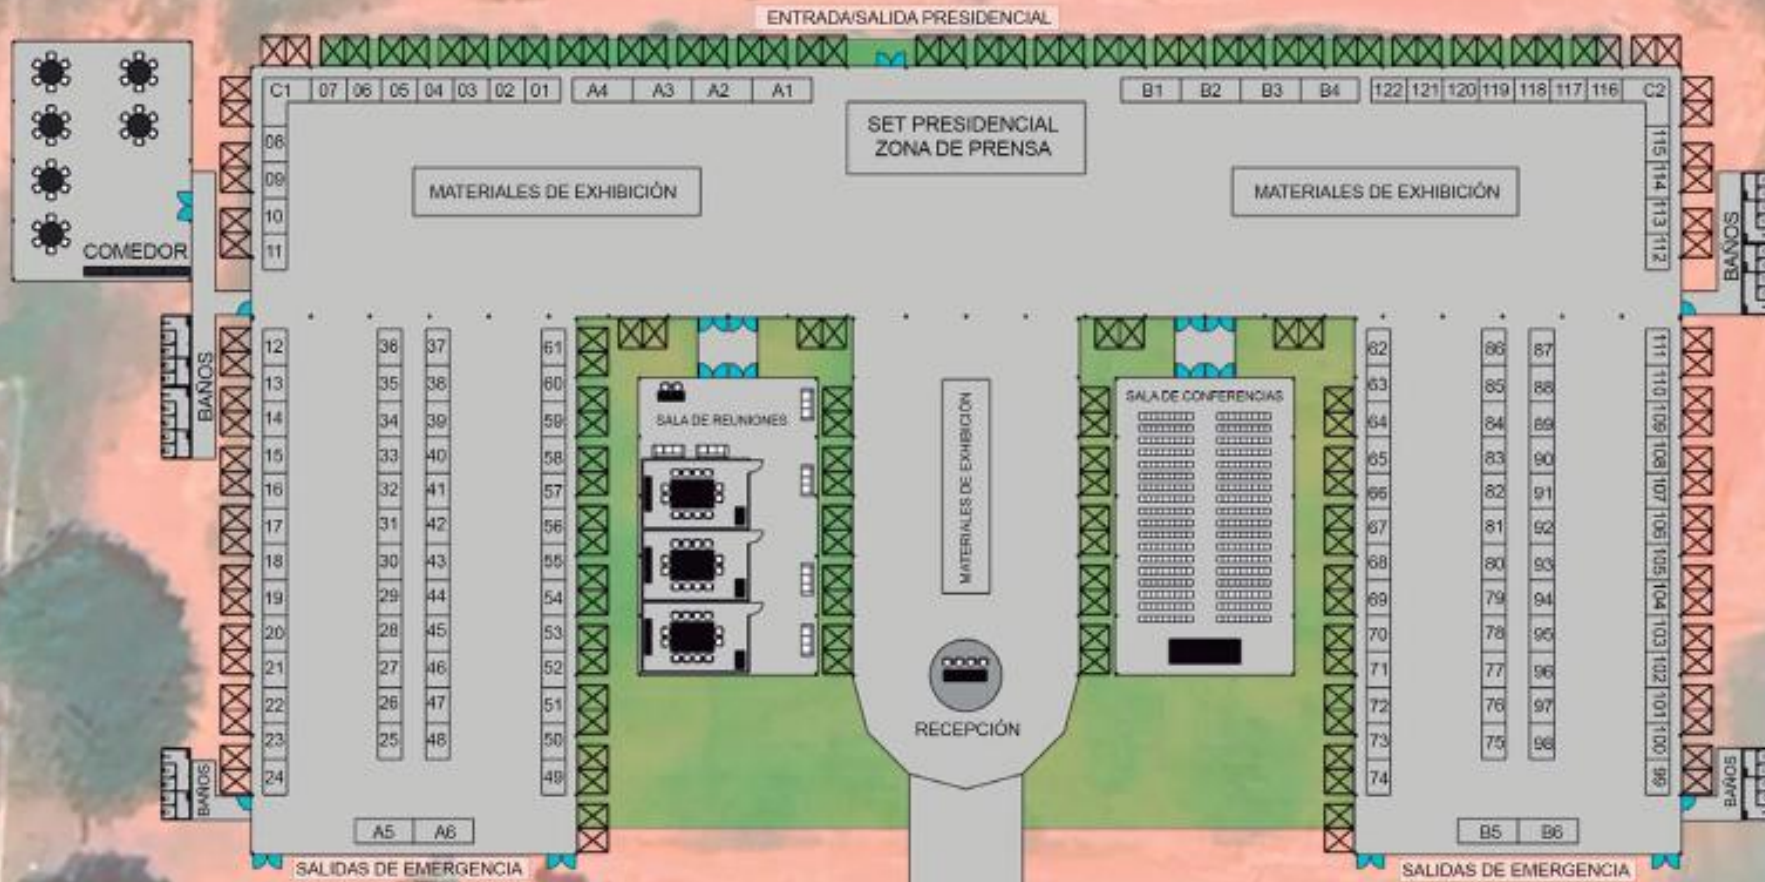 ENTRADA/SALIDA PRESIDENCIAL
C1 07 06 05 04 03 02 01 A4 A3 A2 A1
B1 B2 B3 B4 122 121 120 119 118 117 116 C2
SET PRESIDENCIAL
ZONA DE PRENSA
MATERIALES DE EXHIBICIÓN
MATERIALES DE EXHIBICIÓN
COMEDOR
08
09
10
11
115
114
113
112
BAÑOS
BAÑOS
12 36 37 61
13 35 38 60
14 34 39 59
15 33 40 58
16 32 41 57
17 31 42 56
18 30 43 55
19 29 44 54
20 28 45 53
21 27 46 52
22 26 47 51
23 25 48 50
24 49
SALA DE REUNIONES
MATERIALES DE EXHIBICIÓN
SALA DE CONFERENCIAS
RECEPCIÓN
62 86 87 111
63 85 88 110
64 84 89 109
65 83 90 108
66 82 91 107
67 81 92 106
68 80 93 105
69 79 94 104
70 78 95 103
71 77 96 102
72 76 97 101
73 75 98 100
74 99
BAÑOS
BAÑOS
A5 A6
B5 B6
SALIDAS DE EMERGENCIA
SALIDAS DE EMERGENCIA